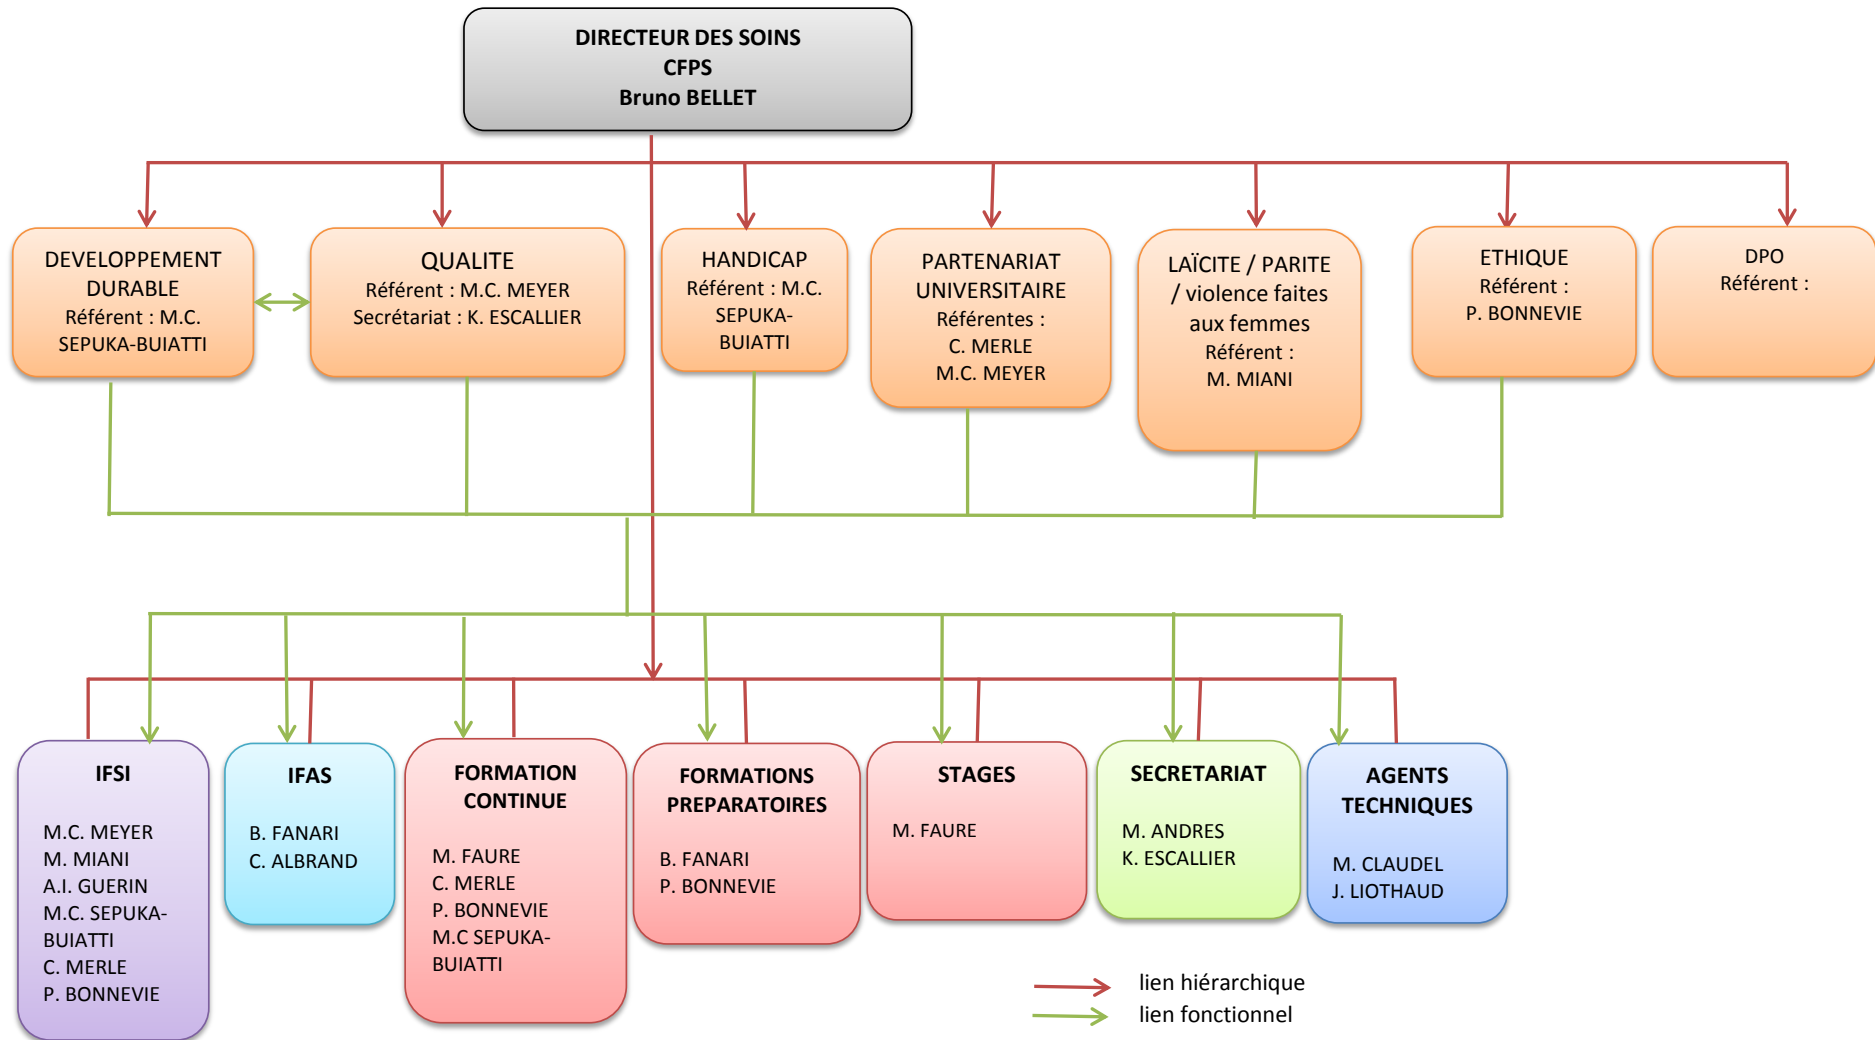 DIRECTEUR DES SOINS
CFPS
Bruno BELLET
DEVELOPPEMENT
DURABLE
Référent : M.C.
SEPUKA-BUIATTI
QUALITE
Référent : M.C. MEYER
Secrétariat : K. ESCALLIER
HANDICAP
Référent : M.C.
SEPUKA-
BUIATTI
PARTENARIAT
UNIVERSITAIRE
Référentes :
C. MERLE
M.C. MEYER
LAÏCITE / PARITE
/ violence faites
aux femmes
Référent :
M. MIANI
ETHIQUE
Référent :
P. BONNEVIE
DPO
Référent :
IFSI
M.C. MEYER
M. MIANI
A.I. GUERIN
M.C. SEPUKA-
BUIATTI
C. MERLE
P. BONNEVIE
IFAS
B. FANARI
C. ALBRAND
FORMATION
CONTINUE
M. FAURE
C. MERLE
P. BONNEVIE
M.C SEPUKA-
BUIATTI
FORMATIONS
PREPARATOIRES
B. FANARI
P. BONNEVIE
STAGES
M. FAURE
SECRETARIAT
M. ANDRES
K. ESCALLIER
AGENTS
TECHNIQUES
M. CLAUDEL
J. LIOTHAUD
lien hiérarchique
lien fonctionnel